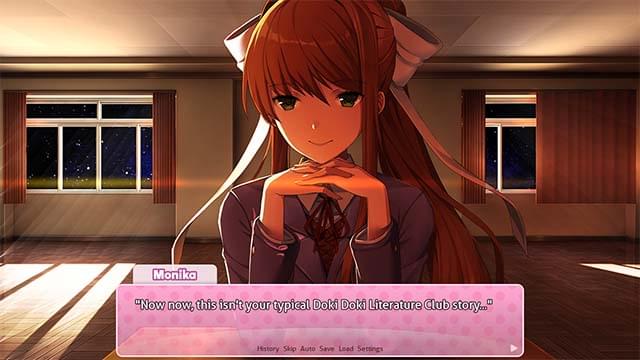 Monika
"Now now, this isn't your typical Doki Doki Literature Club story..."
History Skip Auto Save Load Settings